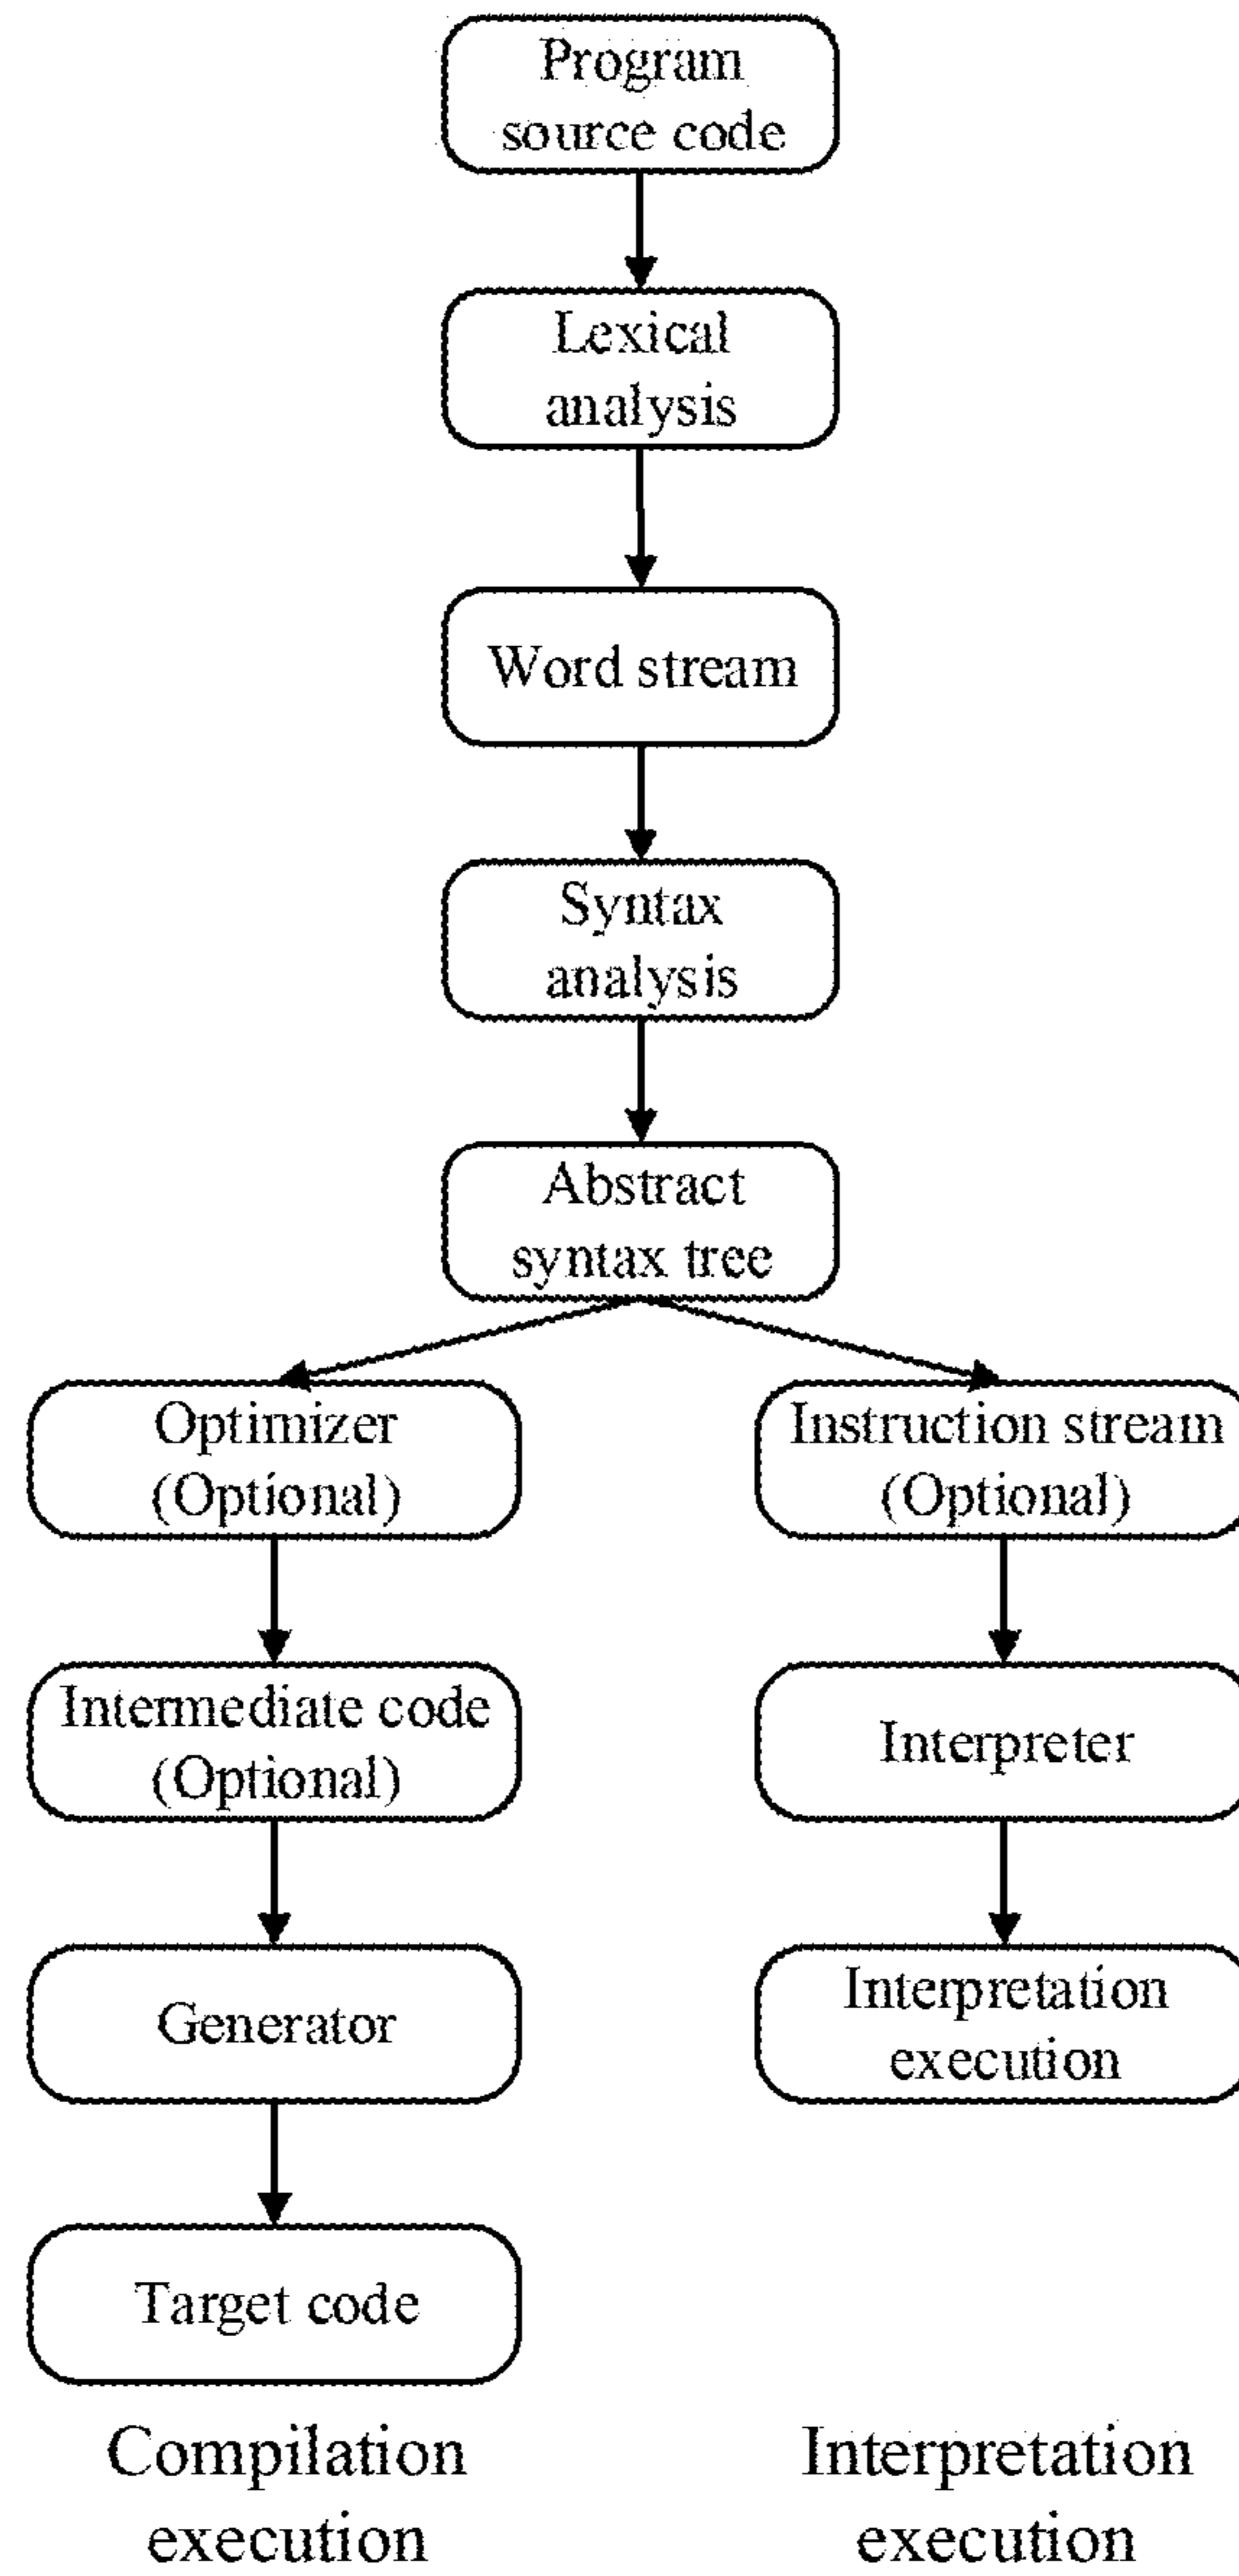 Program
source code
Lexical
analysis
Word stream
Syntax
analysis
Abstract
syntax tree
Optimizer
(Optional)
Instruction stream
(Optional)
Intermediate code
(Optional)
Interpreter
Generator
Interpretation
execution
Target code
Compilation
execution
Interpretation
execution